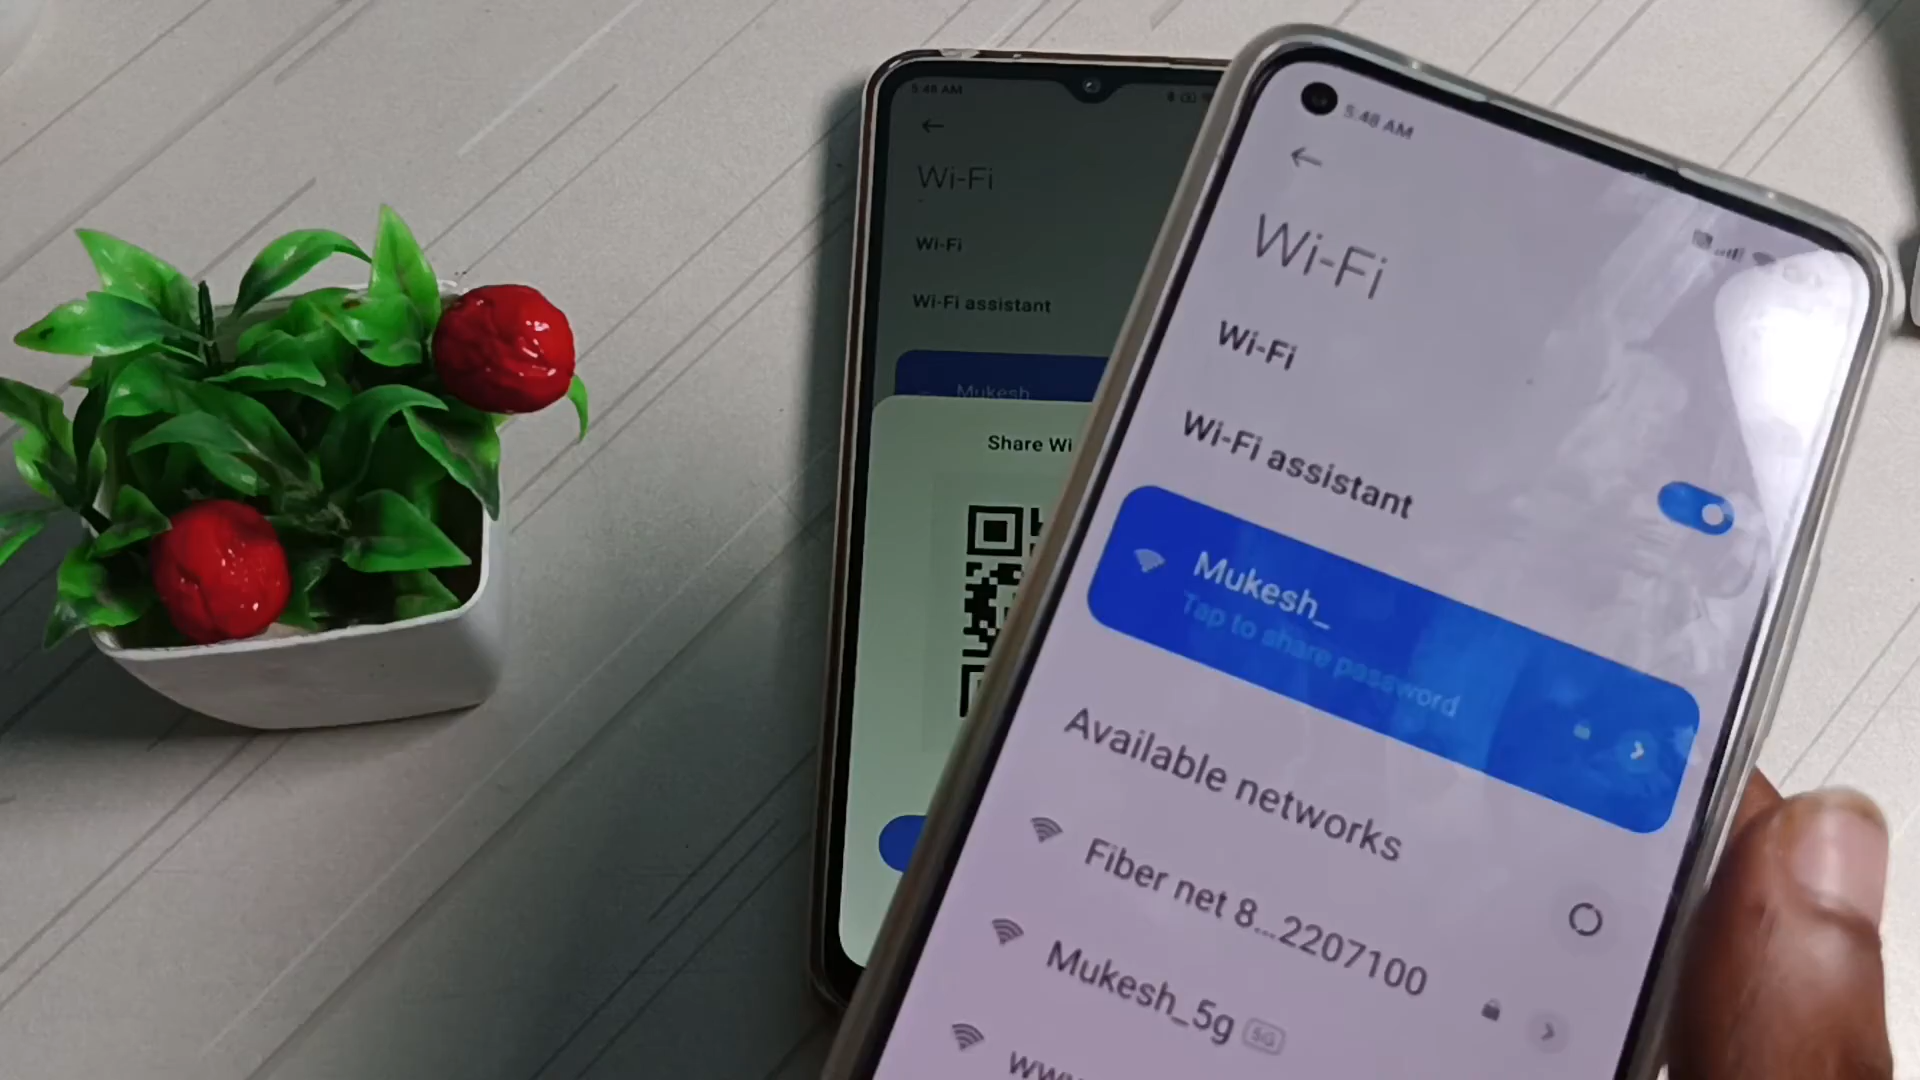 5:48 AM
Wi-Fi
Wi-Fi
Wi-Fi assistant
Mukesh
Share Wi
5:48 AM
Wi-Fi
Wi-Fi
Wi-Fi assistant
Mukesh_
Tap to share password
Available networks
Fiber net 8...2207100
Mukesh_5g 5G
www